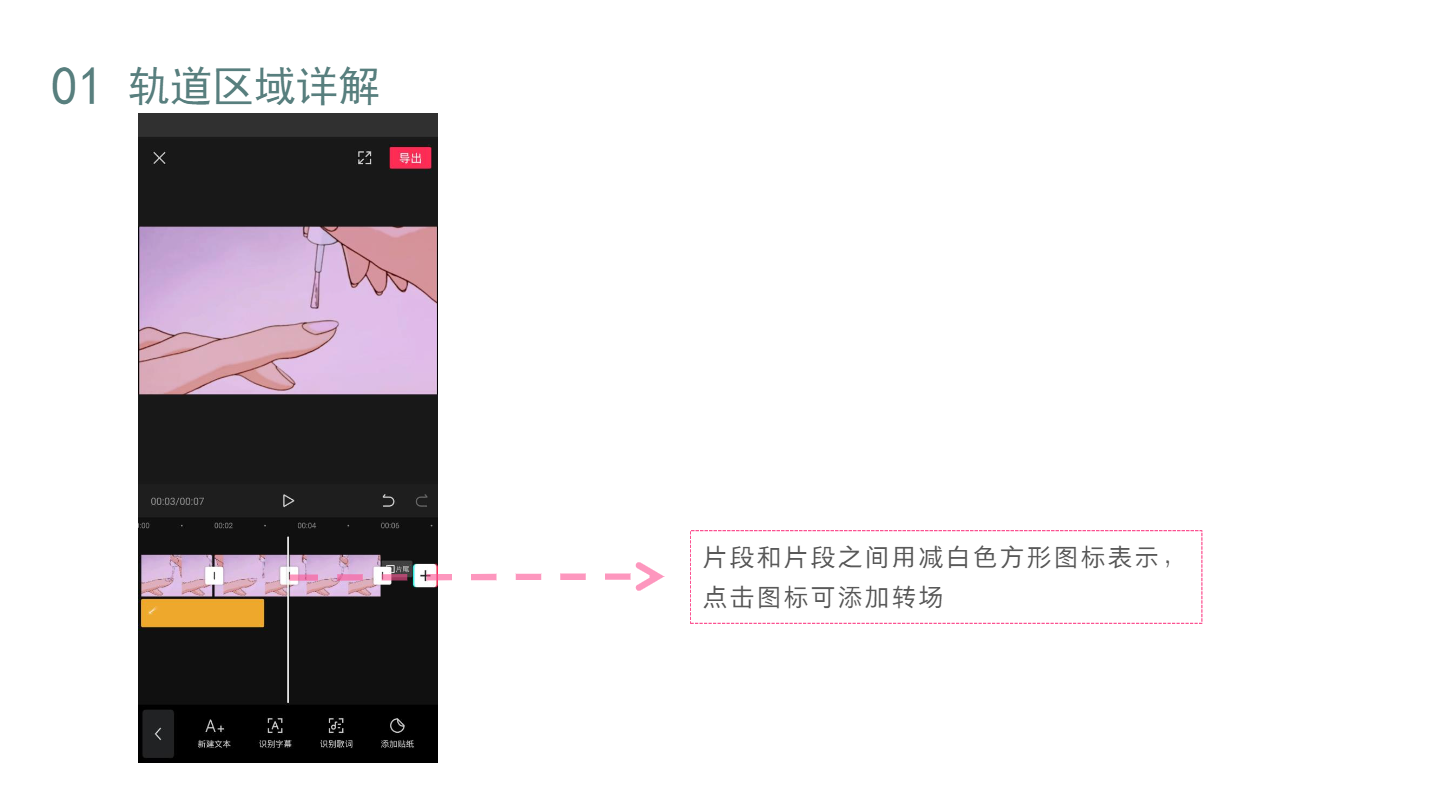 01 轨道区域详解
导出
00:03/00:07
:00 00:02 00:04 00:06
片尾
片段和片段之间用减白色方形图标表示，
点击图标可添加转场
A+
新建文本 识别字幕 识别歌词 添加贴纸